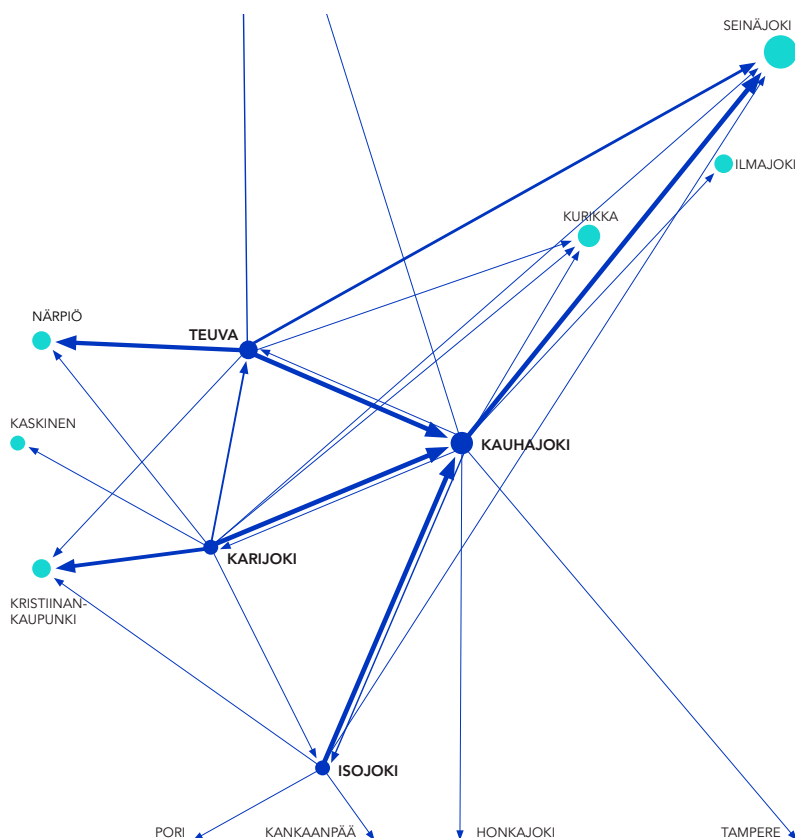 SEINÄJOKI
ILMAJOKI
KURIKKA
NÄRPIÖ
TEUVA
KASKINEN
KAUHAJOKI
KARIJOKI
KRISTIINAN-
KAUPUNKI
ISOJOKI
PORI
KANKAANPÄÄ
HONKAJOKI
TAMPERE